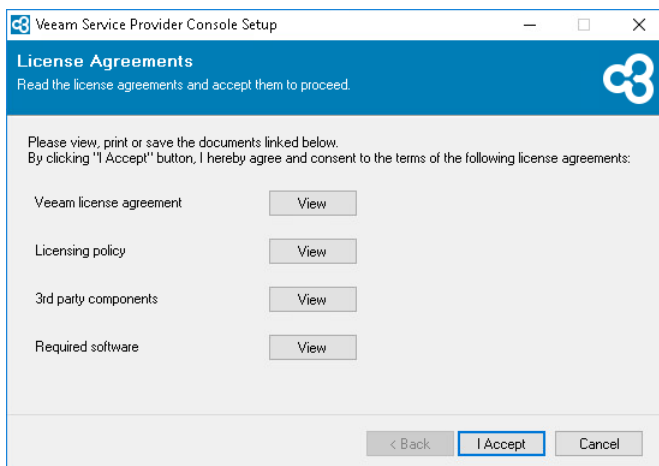 Veeam Service Provider Console Setup
License Agreements
Read the license agreements and accept them to proceed.
Please view, print or save the documents linked below.
By clicking "I Accept" button, I hereby agree and consent to the terms of the following license agreements:
Veeam license agreement View
Licensing policy View
3rd party components View
Required software View
< Back I Accept Cancel